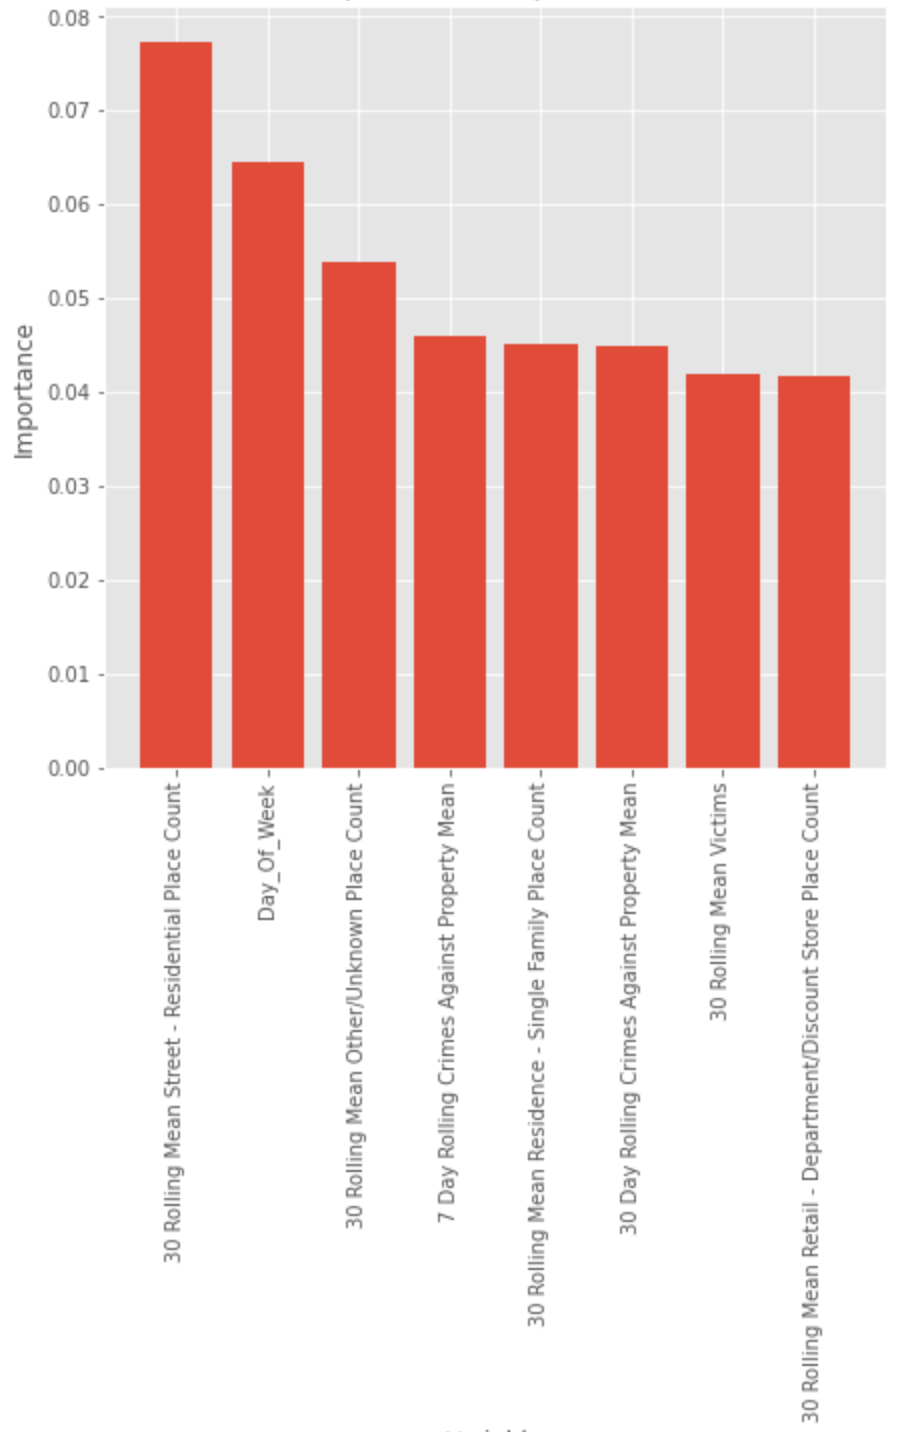 0.08
0.07
0.06
0.05
0.04
0.03
0.02
0.01
0.00
Importance
30 Rolling Mean Street - Residential Place Count
Day_Of_Week
30 Rolling Mean Other/Unknown Place Count
7 Day Rolling Crimes Against Property Mean
30 Rolling Mean Residence - Single Family Place Count
30 Day Rolling Crimes Against Property Mean
30 Rolling Mean Victims
30 Rolling Mean Retail - Department/Discount Store Place Count